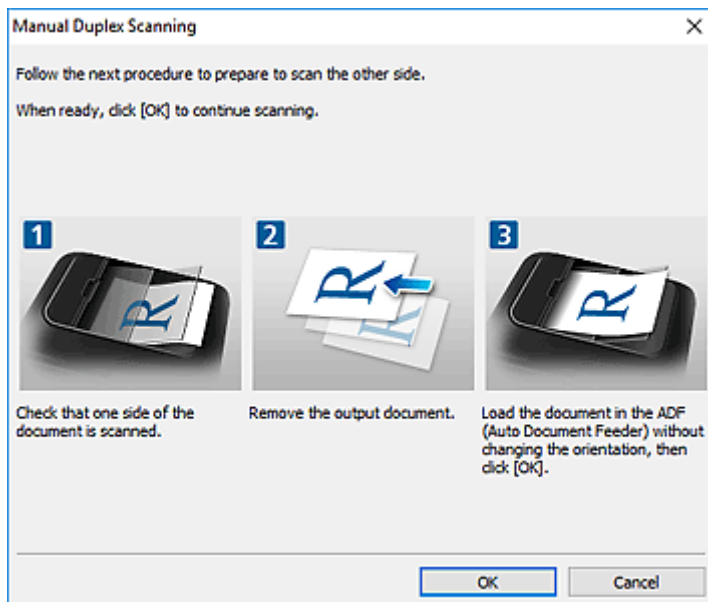 Manual Duplex Scanning
Follow the next procedure to prepare to scan the other side.
When ready, click [OK] to continue scanning.
1
2
3
R
R
R
R
Check that one side of the
document is scanned.
Remove the output document.
Load the document in the ADF
(Auto Document Feeder) without
changing the orientation, then
click [OK].
OK
Cancel